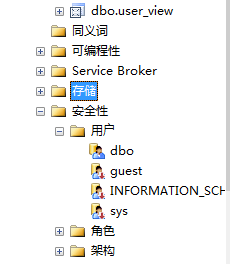 dbo.user_view
同义词
可编程性
Service Broker
存储
安全性
用户
dbo
guest
INFORMATION_SCH
sys
角色
架构